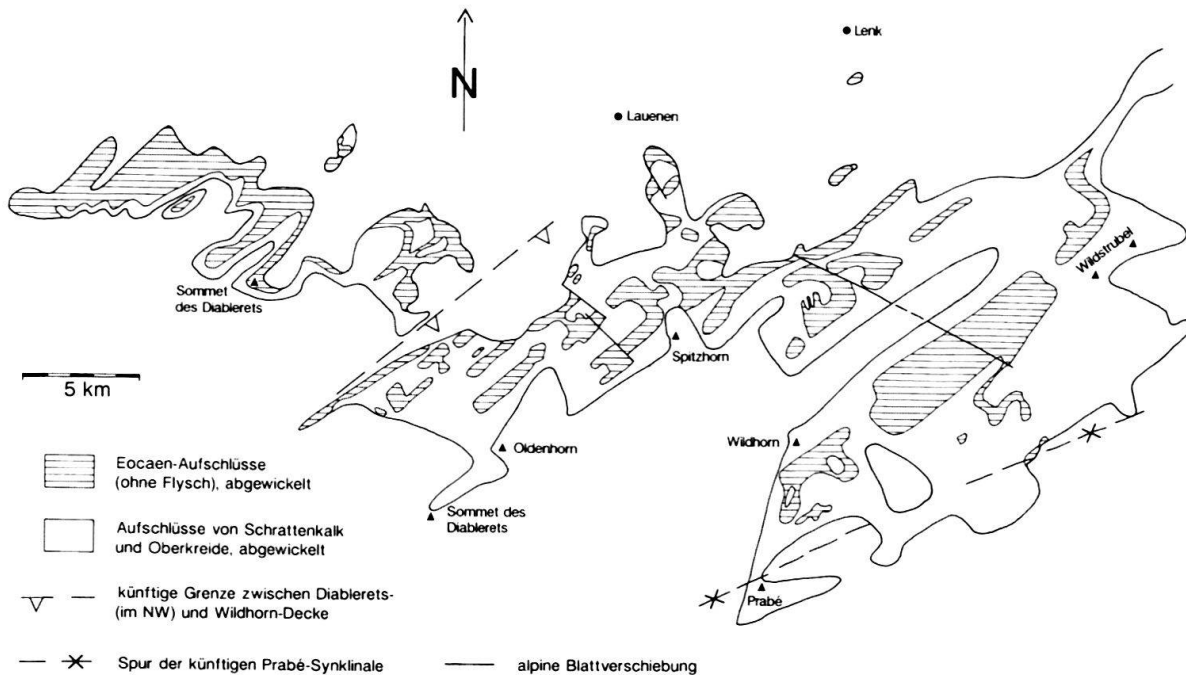 Lenk
N
Lauenen
Wildstrubel
Sommet
des Diablerets
Spitzhorn
5 km
Wildhorn
Oldenhorn
Eocaen-Aufschlüsse
(ohne Flysch), abgewickelt
Sommet des
Diablerets
Aufschlüsse von Schrattenkalk
und Oberkreide, abgewickelt
künftige Grenze zwischen Diablerets-
(im NW) und Wildhorn-Decke
Prabé
Spur der künftigen Prabé-Synklinale
alpine Blattverschiebung